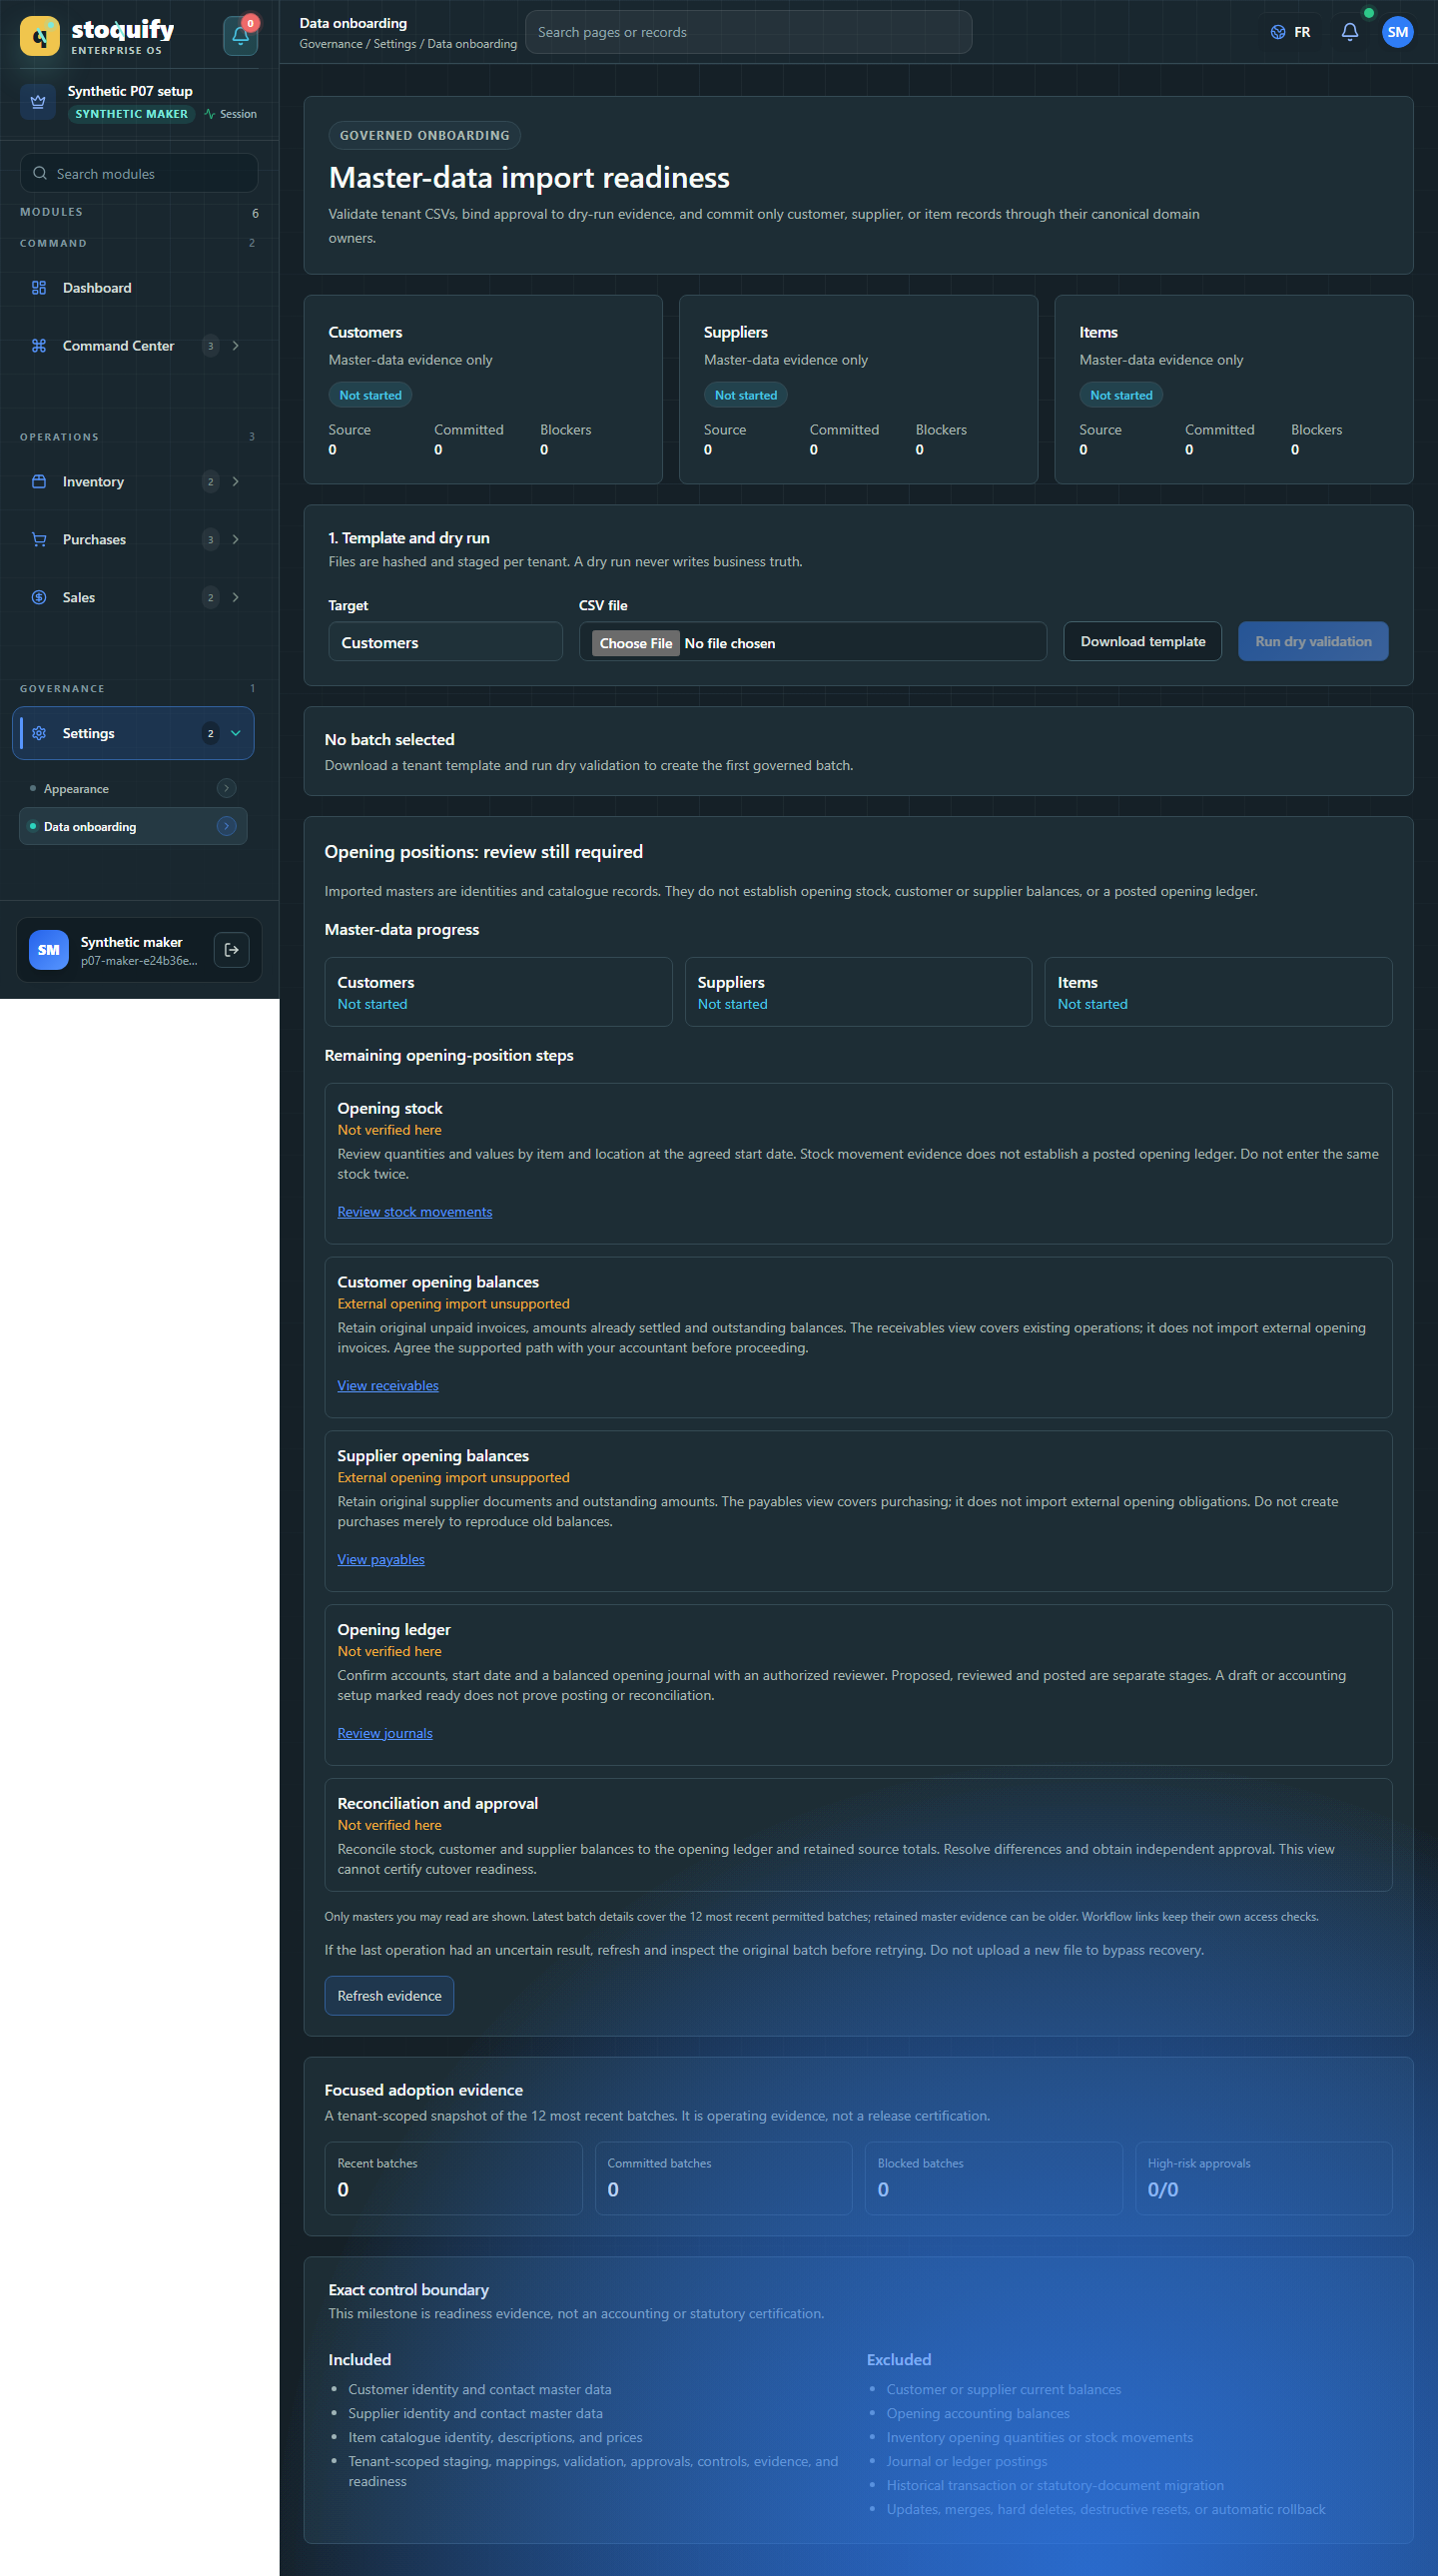 stoquify
ENTERPRISE OS
0
Synthetic P07 setup
SYNTHETIC MAKER
Session
Search modules
MODULES
6
COMMAND
2
Dashboard
Command Center
3
OPERATIONS
3
Inventory
2
Purchases
3
Sales
2
GOVERNANCE
1
Settings
2
Appearance
Data onboarding
SM
Synthetic maker
p07-maker-e24b36e...
Data onboarding
Governance / Settings / Data onboarding
Search pages or records
FR
SM
GOVERNED ONBOARDING
Master-data import readiness
Validate tenant CSVs, bind approval to dry-run evidence, and commit only customer, supplier, or item records through their canonical domain
owners.
Customers
Master-data evidence only
Not started
Source
Committed
Blockers
0
0
0
Suppliers
Master-data evidence only
Not started
Source
Committed
Blockers
0
0
0
Items
Master-data evidence only
Not started
Source
Committed
Blockers
0
0
0
1. Template and dry run
Files are hashed and staged per tenant. A dry run never writes business truth.
Target
CSV file
Customers
Choose File No file chosen
Download template
Run dry validation
No batch selected
Download a tenant template and run dry validation to create the first governed batch.
Opening positions: review still required
Imported masters are identities and catalogue records. They do not establish opening stock, customer or supplier balances, or a posted opening ledger.
Master-data progress
Customers
Not started
Suppliers
Not started
Items
Not started
Remaining opening-position steps
Opening stock
Not verified here
Review quantities and values by item and location at the agreed start date. Stock movement evidence does not establish a posted opening ledger. Do not enter the same
stock twice.
Review stock movements
Customer opening balances
External opening import unsupported
Retain original unpaid invoices, amounts already settled and outstanding balances. The receivables view covers existing operations; it does not import external opening
invoices. Agree the supported path with your accountant before proceeding.
View receivables
Supplier opening balances
External opening import unsupported
Retain original supplier documents and outstanding amounts. The payables view covers purchasing; it does not import external opening obligations. Do not create
purchases merely to reproduce old balances.
View payables
Opening ledger
Not verified here
Confirm accounts, start date and a balanced opening journal with an authorized reviewer. Proposed, reviewed and posted are separate stages. A draft or accounting
setup marked ready does not prove posting or reconciliation.
Review journals
Reconciliation and approval
Not verified here
Reconcile stock, customer and supplier balances to the opening ledger and retained source totals. Resolve differences and obtain independent approval. This view
cannot certify cutover readiness.
Only masters you may read are shown. Latest batch details cover the 12 most recent permitted batches; retained master evidence can be older. Workflow links keep their own access checks.
If the last operation had an uncertain result, refresh and inspect the original batch before retrying. Do not upload a new file to bypass recovery.
Refresh evidence
Focused adoption evidence
A tenant-scoped snapshot of the 12 most recent batches. It is operating evidence, not a release certification.
Recent batches
0
Committed batches
0
Blocked batches
0
High-risk approvals
0/0
Exact control boundary
This milestone is readiness evidence, not an accounting or statutory certification.
Included
Customer identity and contact master data
Supplier identity and contact master data
Item catalogue identity, descriptions, and prices
Tenant-scoped staging, mappings, validation, approvals, controls, evidence, and
readiness
Excluded
Customer or supplier current balances
Opening accounting balances
Inventory opening quantities or stock movements
Journal or ledger postings
Historical transaction or statutory-document migration
Updates, merges, hard deletes, destructive resets, or automatic rollback